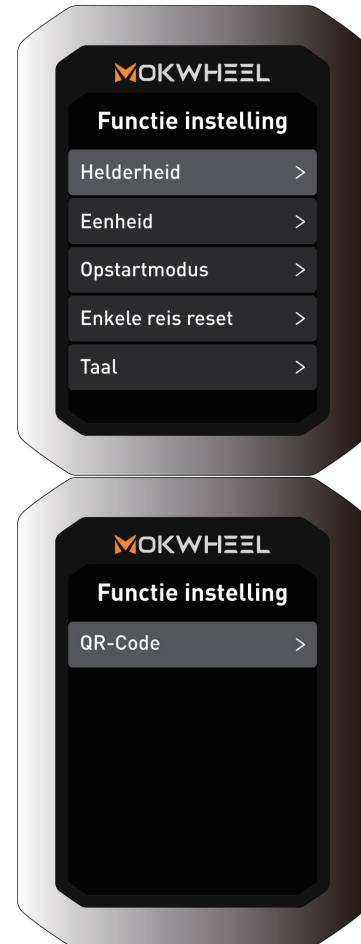 MOKWHEEL
Functie instelling
Helderheid >
Eenheid >
Opstartmodus >
Enkele reis reset >
Taal >
MOKWHEEL
Functie instelling
QR-Code >